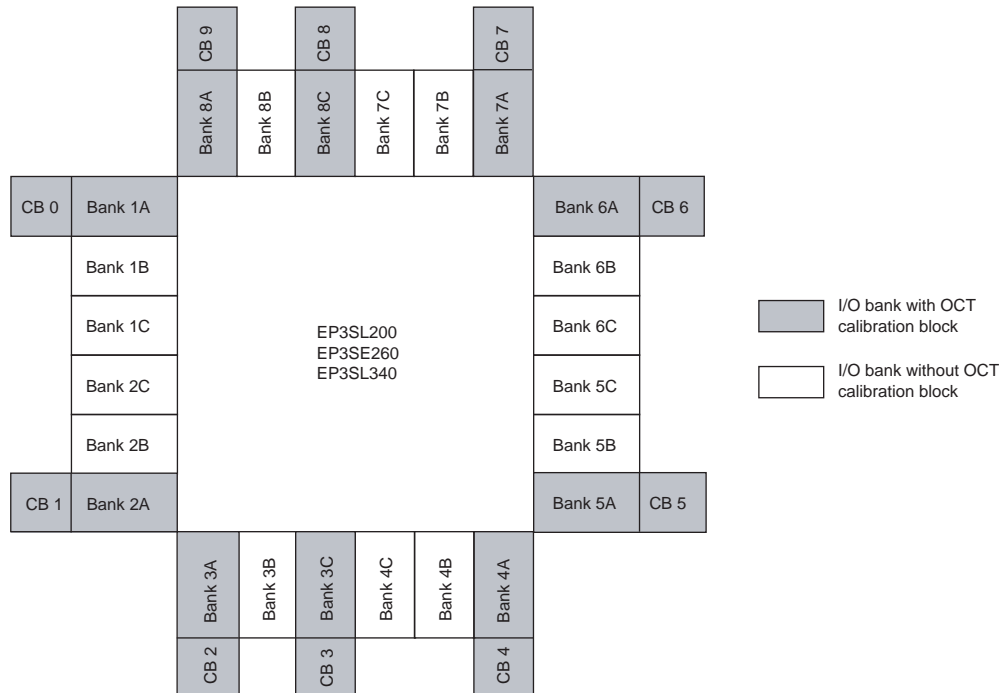 CB 9
CB 8
CB 7
Bank 8A
Bank 8B
Bank 8C
Bank 7C
Bank 7B
Bank 7A
CB 0
Bank 1A
Bank 6A
CB 6
Bank 1B
Bank 6B
Bank 1C
Bank 6C
Bank 2C
Bank 5C
Bank 2B
Bank 5B
CB 1
Bank 2A
Bank 5A
CB 5
EP3SL200
EP3SE260
EP3SL340
Bank 3A
Bank 3B
Bank 3C
Bank 4C
Bank 4B
Bank 4A
CB 2
CB 3
CB 4
I/O bank with OCT
calibration block
I/O bank without OCT
calibration block